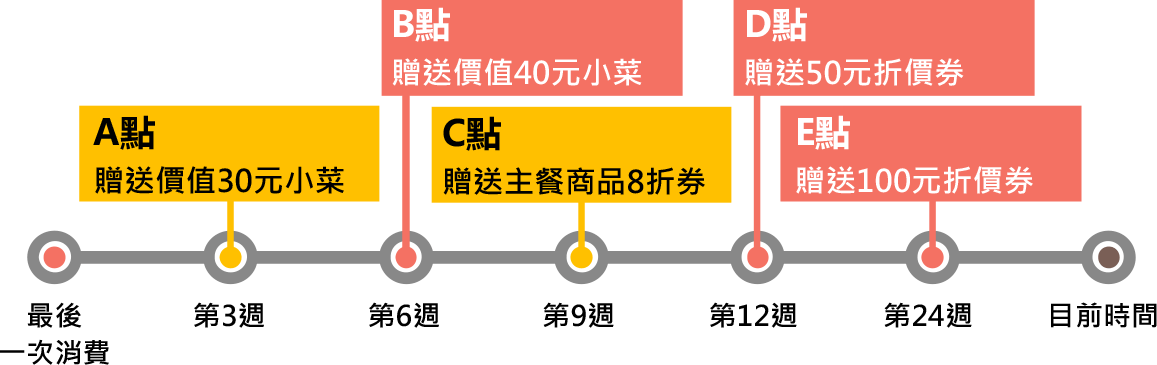 B點
贈送價值40元小菜
D點
贈送50元折價券
A點
贈送價值30元小菜
C點
贈送主餐商品8折券
E點
贈送100元折價券
最後
一次消費
第3週
第6週
第9週
第12週
第24週
目前時間